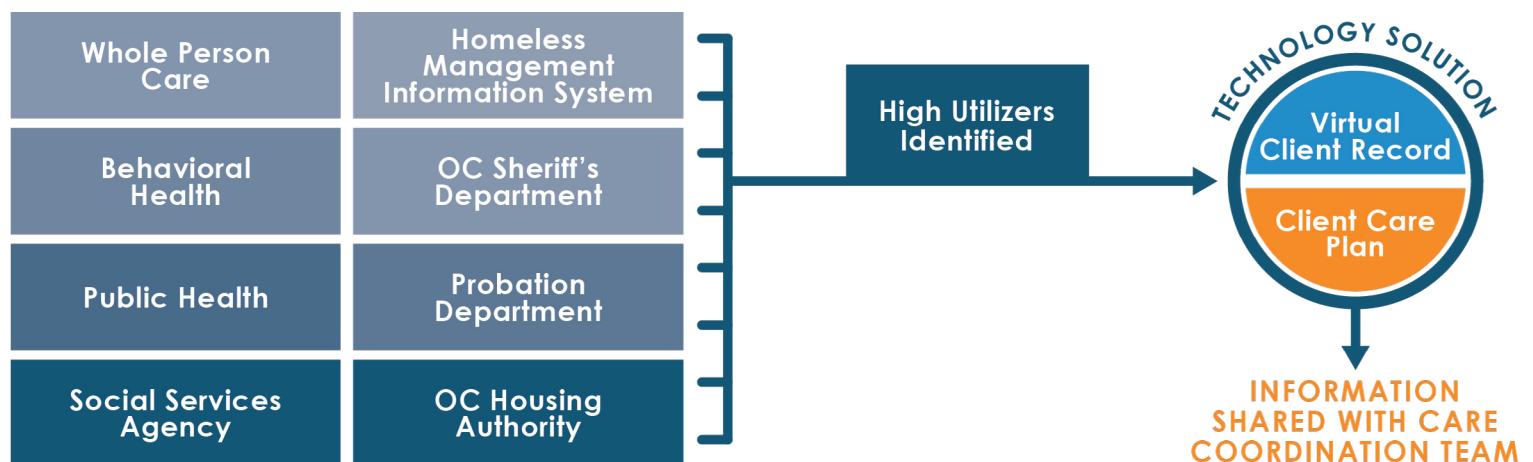 Whole Person
Care
Homeless
Management
Information System
Behavioral
Health
OC Sheriff's
Department
Public Health
Probation
Department
Social Services
Agency
OC Housing
Authority
High Utilizers
Identified
TECHNOLOGY SOLUTION
Virtual
Client Record
Client Care
Plan
INFORMATION
SHARED WITH CARE
COORDINATION TEAM